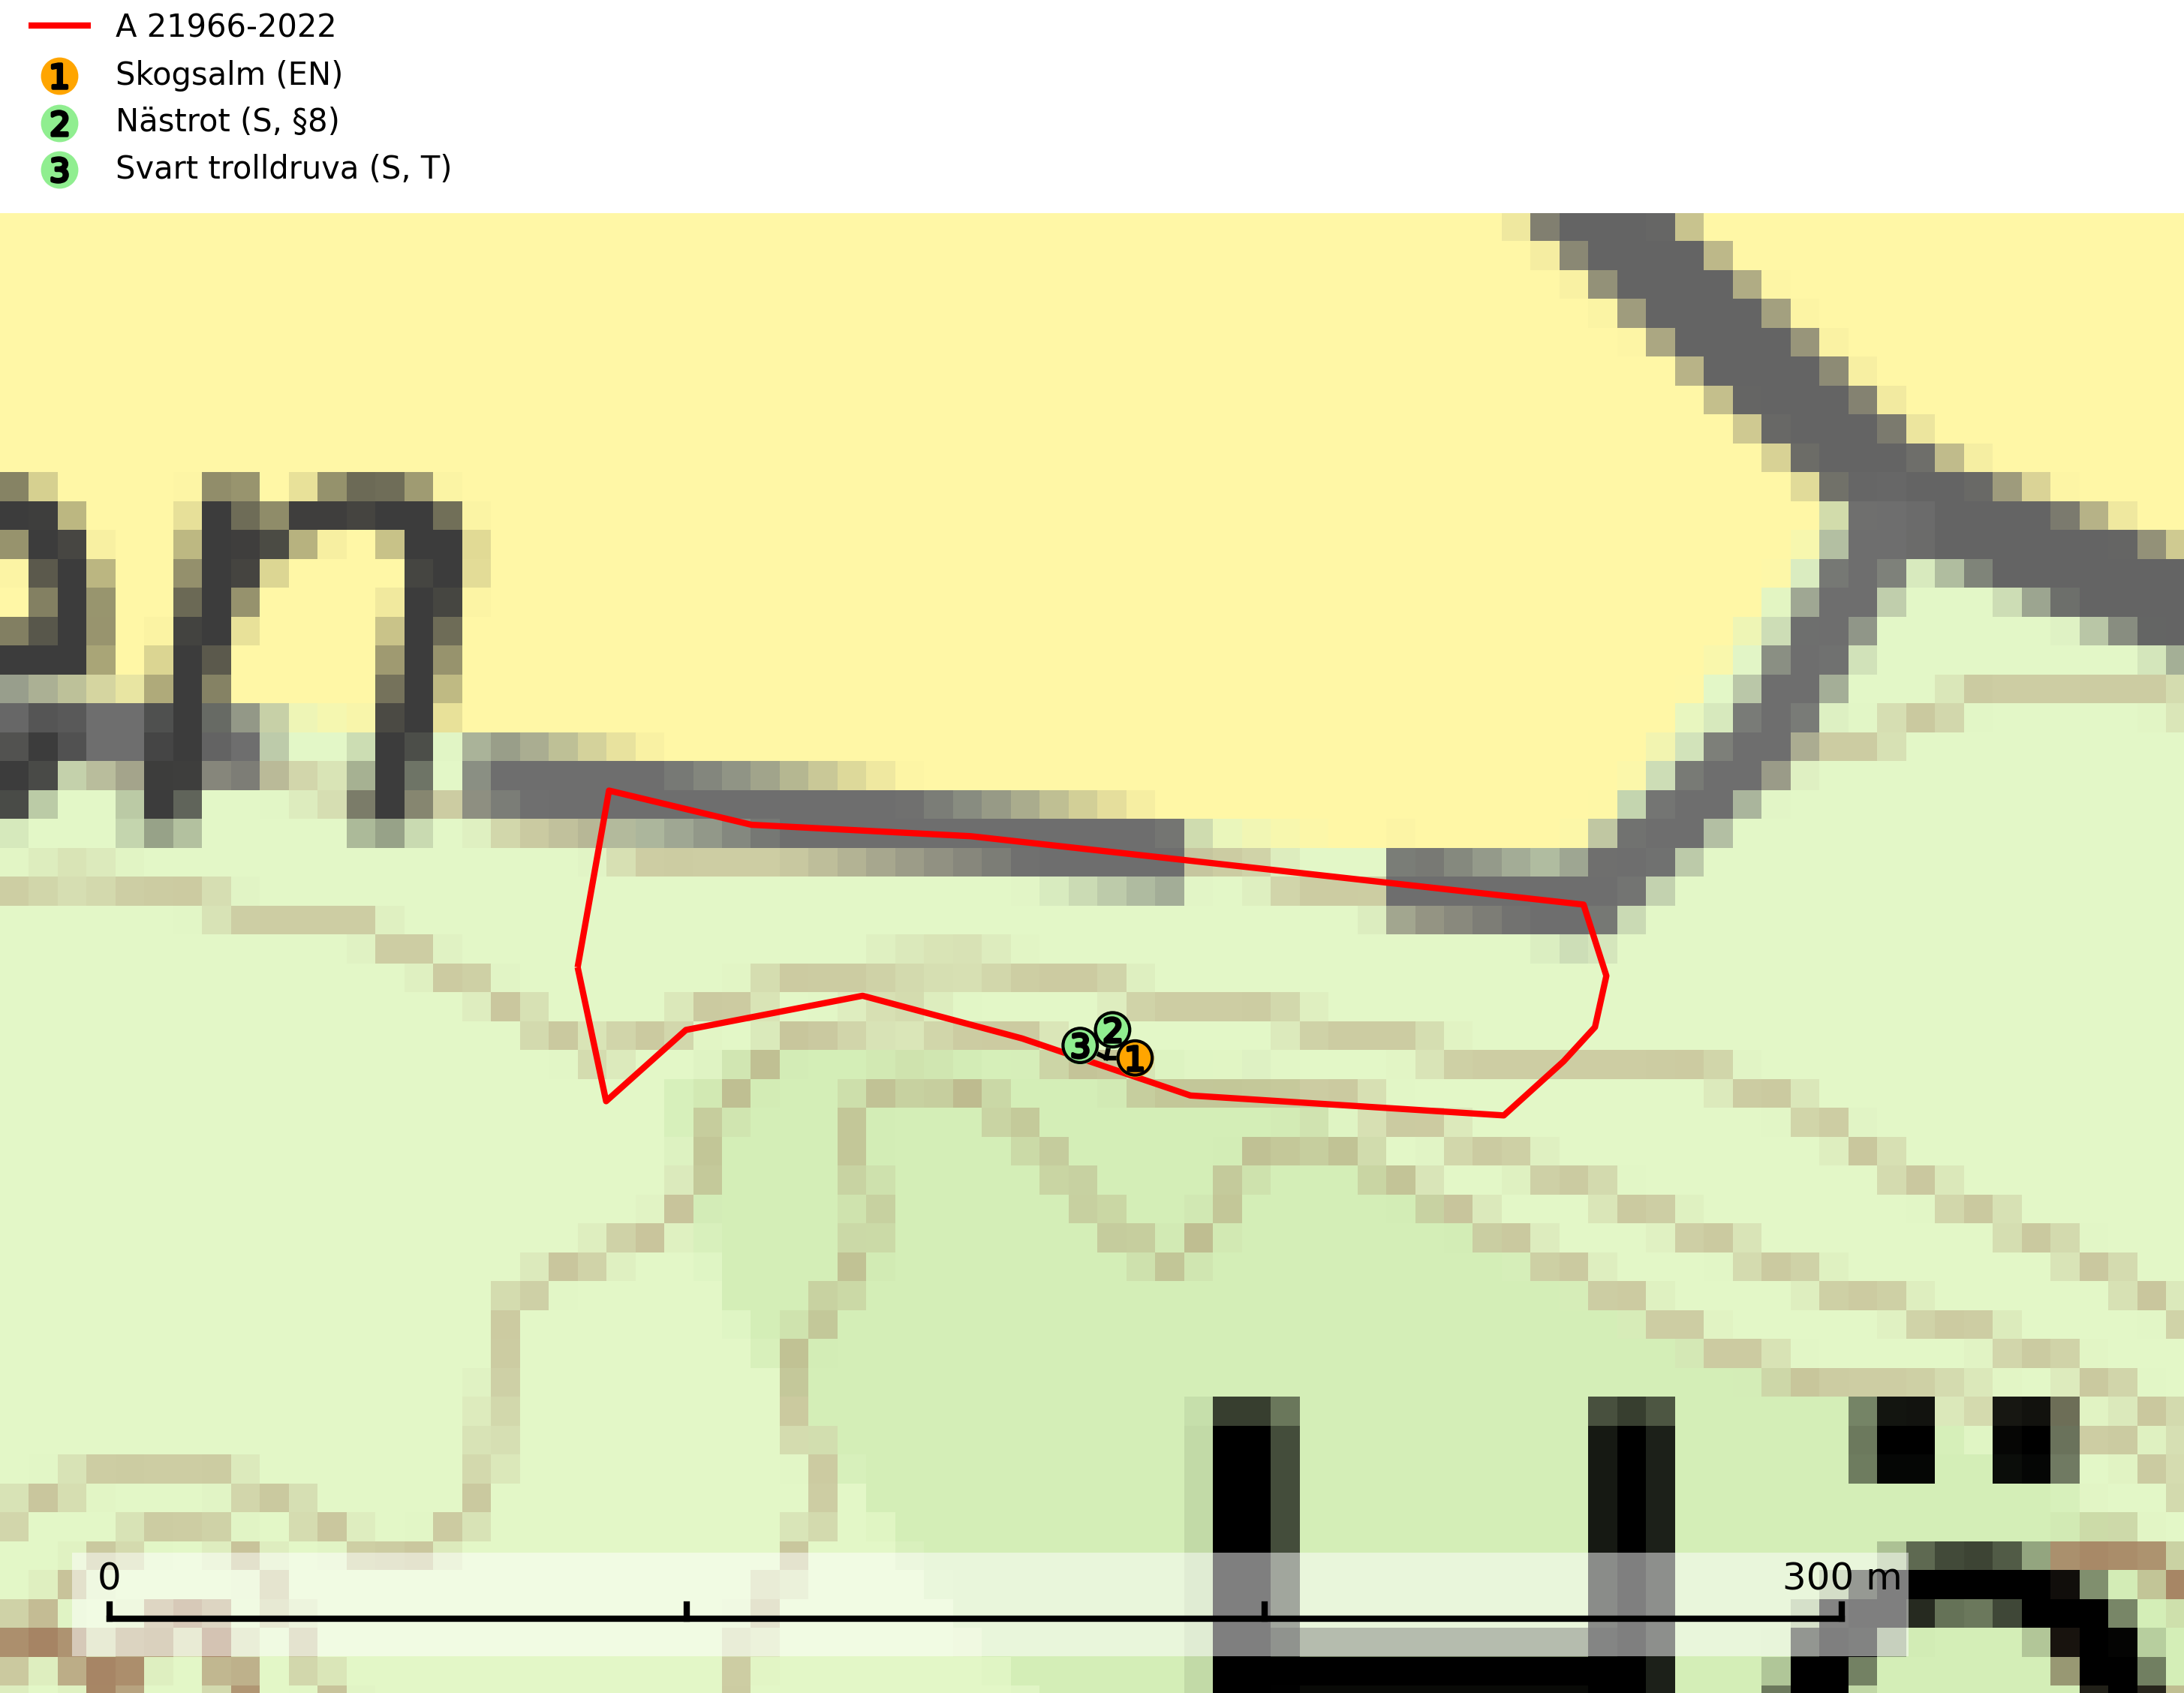 A 21966-2022
1 Skogsalm (EN)
2 Nästrot (S, §8)
3 Svart trolldruva (S, T)
2
3
1
0
300 m